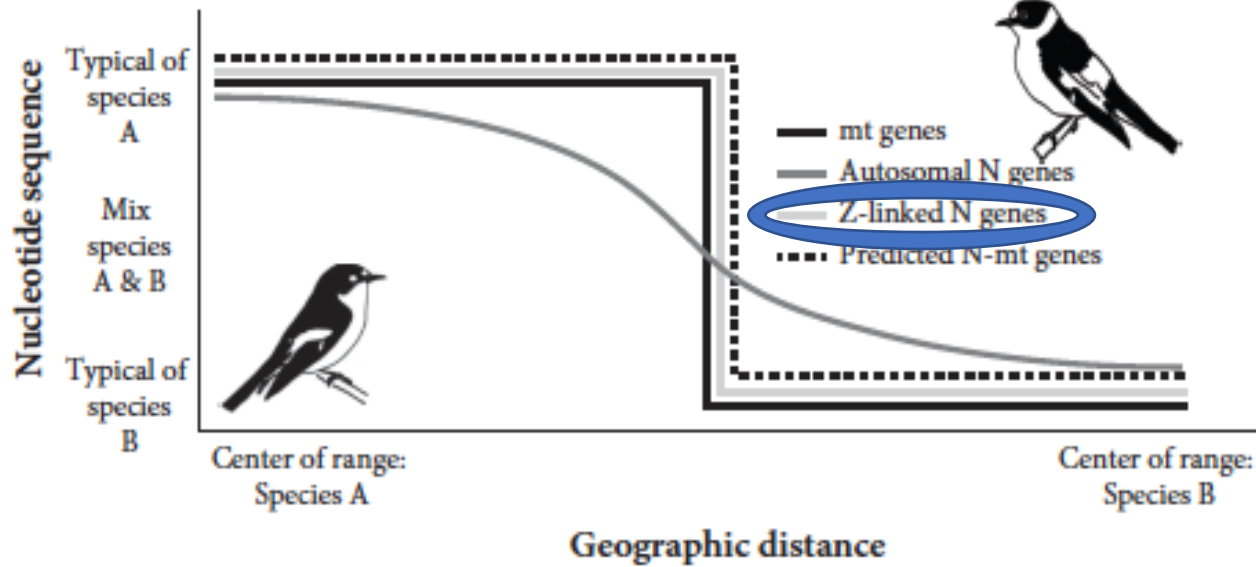 Nucleotide sequence
Typical of
species
A
Mix
species
A & B
Typical of
species
B
mt genes
Autosomal N genes
Z-linked N genes
Predicted N-mt genes
Center of range:
Species A
Center of range:
Species B
Geographic distance